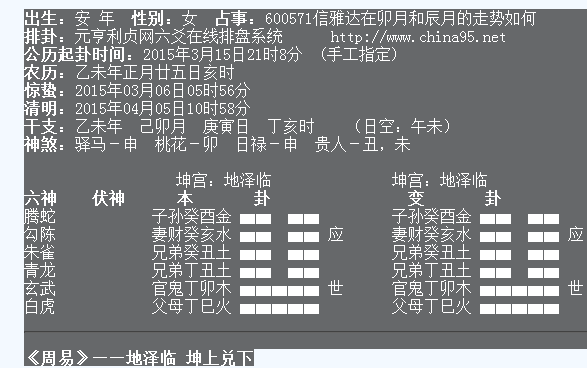 出生：安 年　性别：女　占事：600571信雅达在卯月和辰月的走势如何
排卦：元亨利贞网六爻在线排盘系统　　　http://www.china95.net
公历起卦时间：2015年3月15日21时8分　（手工指定）
农历：乙未年正月廿五日亥时
惊蛰：2015年03月06日05时56分
清明：2015年04月05日10时58分
干支：乙未年　己卯月　庚寅日　丁亥时　　（日空：午未）
神煞：驿马－申　桃花－卯　日禄－申　贵人－丑，未
坤宫：地泽临　　　　　　　坤宫：地泽临
六神　　伏神　　　本　　　卦　　　　　　变　　　卦
腾蛇　　　　　　子孙癸酉金　　　　　　　子孙癸酉金
勾陈　　　　　　妻财癸亥水　　　　应　　妻财癸亥水　　　　应
朱雀　　　　　　兄弟癸丑土　　　　　　　兄弟癸丑土
青龙　　　　　　兄弟丁丑土　　　　　　　兄弟丁丑土
玄武　　　　　　官鬼丁卯木　　　　世　　官鬼丁卯木　　　　世
白虎　　　　　　父母丁巳火　　　　　　　父母丁巳火
《周易》－－地泽临 坤上兑下